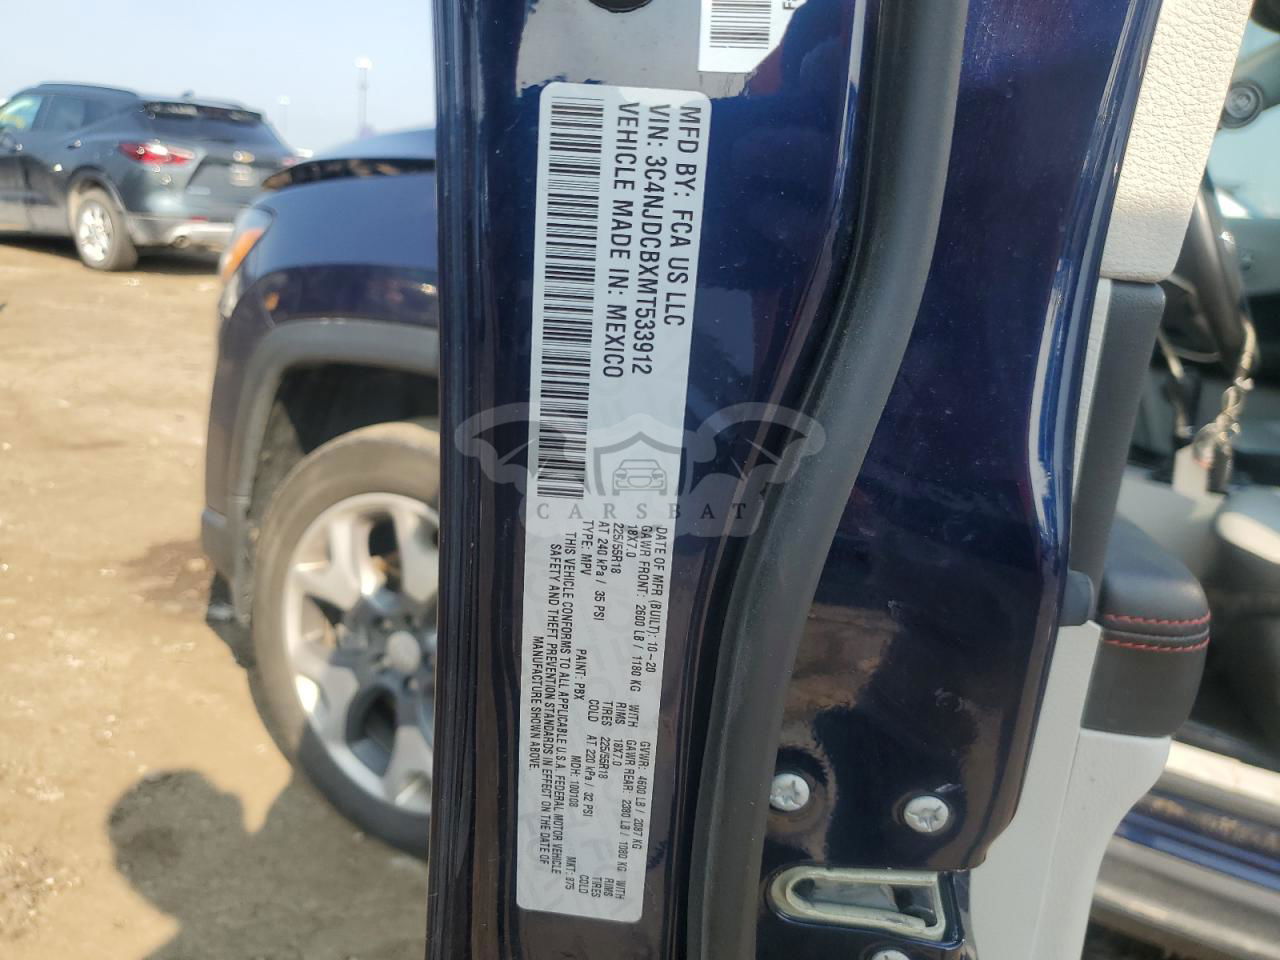 MFD BY: FCA US LLC
VIN: 3C4NJDCBXMT533912
VEHICLE MADE IN: MEXICO
DATE OF MFR (BUILT): 10-20 GVWR: 4600 LB / 2087 KG
GAWR FRONT: 2600 LB / 1180 KG WITH GAWR REAR: 2380 LB / 1080 KG WITH
18X7.0 RIMS 18X7.0 RIMS
225/55R18 TIRES 225/55R18 TIRES
AT 240 kPa / 35 PSI COLD AT 220 kPa / 32 PSI COLD
TYPE: MPV PAINT: PBX MDH: 100108 MKT: 975
THIS VEHICLE CONFORMS TO ALL APPLICABLE U.S.A. FEDERAL MOTOR VEHICLE
SAFETY AND THEFT PREVENTION STANDARDS IN EFFECT ON THE DATE OF
MANUFACTURE SHOWN ABOVE.
CARSBAT